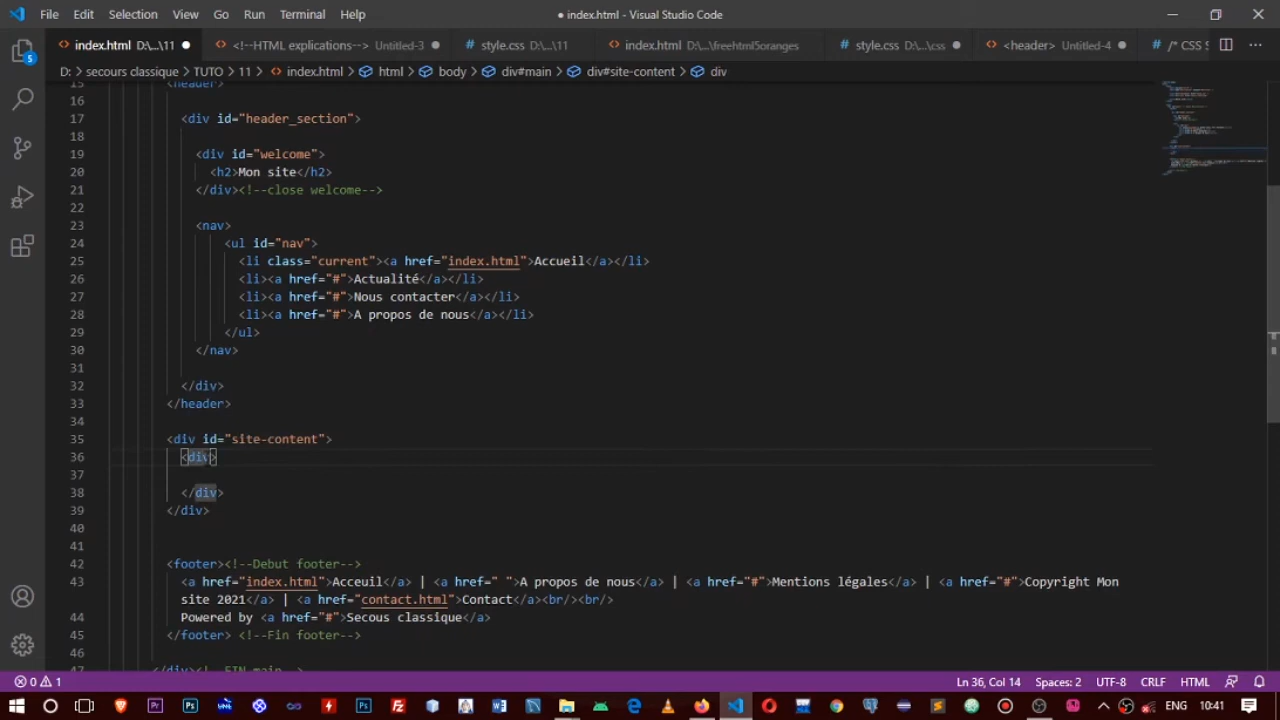 File Edit Selection View Go Run Terminal Help
● index.html - Visual Studio Code
index.html D:\...\11 ●
<!--HTML explications--> Untitled-3 ●
style.css D:\...\11
index.html D:\...\freehtml5oranges
style.css D:\...\css ●
<header> Untitled-4 ●
/* CSS S
D: > secours classique > TUTO > 11 > index.html > html > body > div#main > div#site-content > div
15 <header>
16
17 <div id="header_section">
18
19 <div id="welcome">
20 <h2>Mon site</h2>
21 </div><!--close welcome-->
22
23 <nav>
24 <ul id="nav">
25 <li class="current"><a href="index.html">Accueil</a></li>
26 <li><a href="#">Actualité</a></li>
27 <li><a href="#">Nous contacter</a></li>
28 <li><a href="#">A propos de nous</a></li>
29 </ul>
30 </nav>
31
32 </div>
33 </header>
34
35 <div id="site-content">
36 <div>
37
38 </div>
39 </div>
40
41
42 <footer><!--Debut footer-->
43 <a href="index.html">Acceuil</a> | <a href=" ">A propos de nous</a> | <a href="#">Mentions légales</a> | <a href="#">Copyright Mon
site 2021</a> | <a href="contact.html">Contact</a><br/><br/>
44 Powered by <a href="#">Secous classique</a>
45 </footer> <!--Fin footer-->
46
47 </div><!--FIN main-->
0 1 Ln 36, Col 14 Spaces: 2 UTF-8 CRLF HTML
ENG 10:41